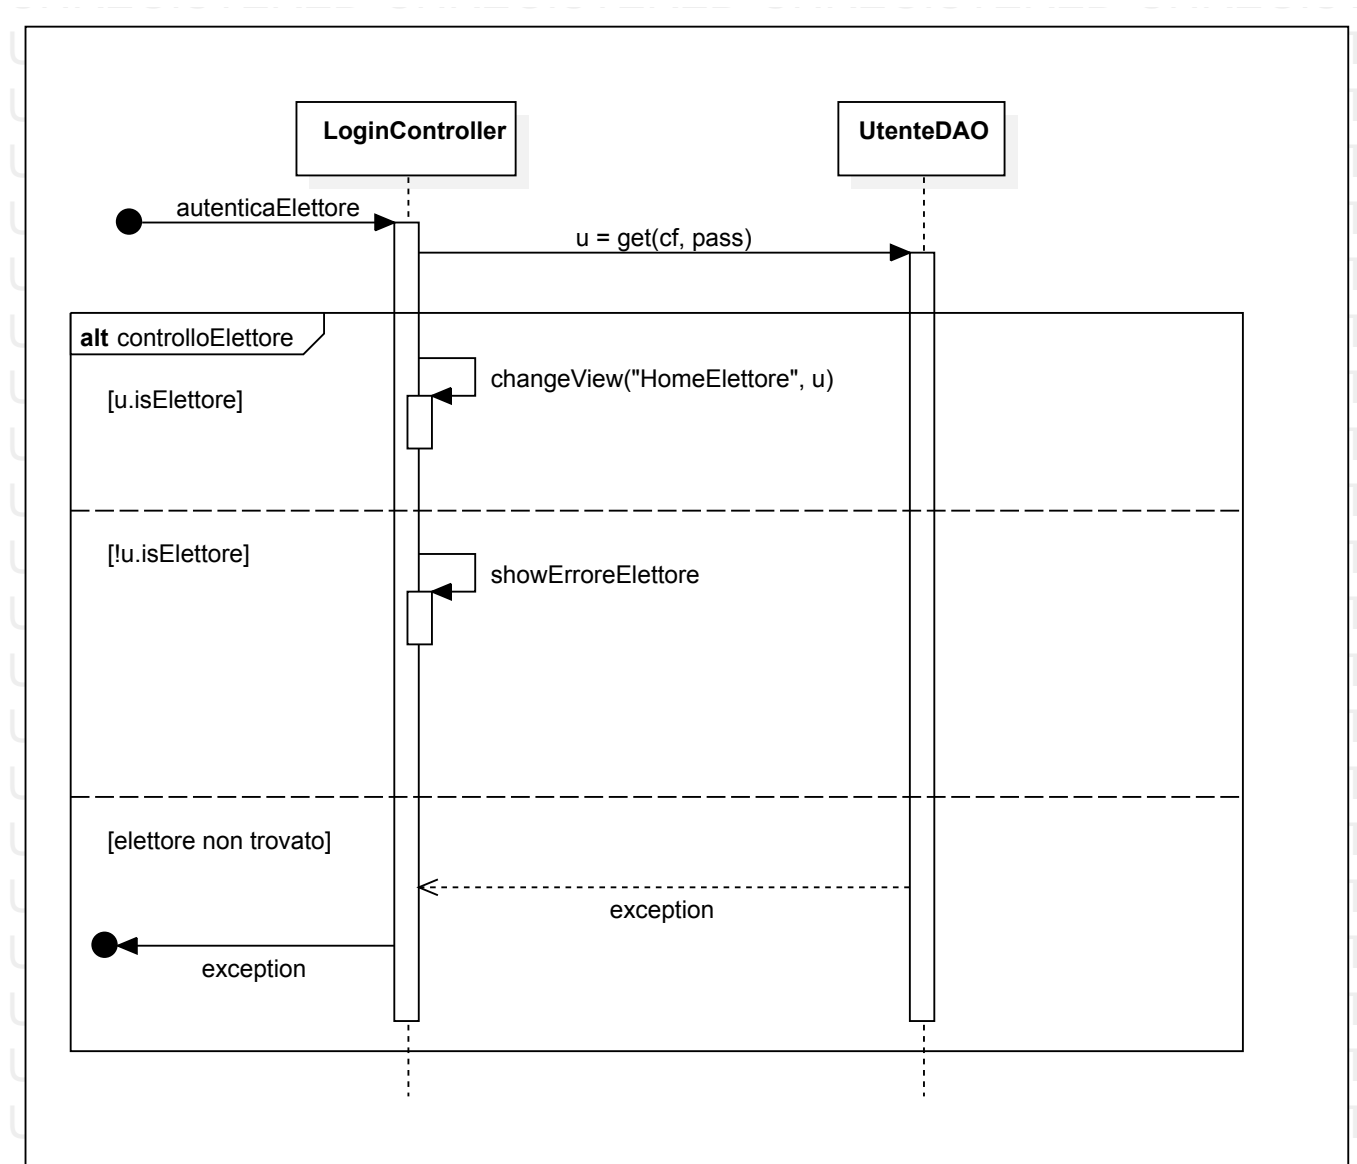 LoginController
UtenteDAO
autenticaElettore
u = get(cf, pass)
alt controlloElettore
changeView("HomeElettore", u)
[u.isElettore]
[!u.isElettore]
showErroreElettore
[elettore non trovato]
exception
exception